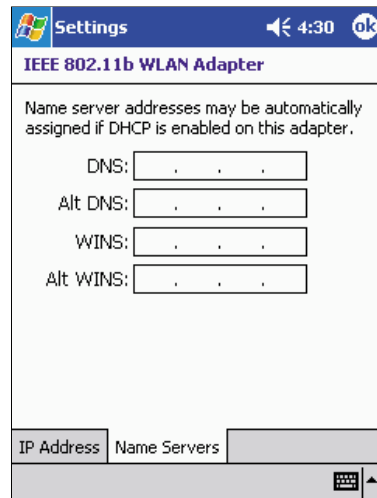 Settings 4:30 ok
IEEE 802.11b WLAN Adapter
Name server addresses may be automatically
assigned if DHCP is enabled on this adapter.
DNS: . . .
Alt DNS: . . .
WINS: . . .
Alt WINS: . . .
IP Address Name Servers